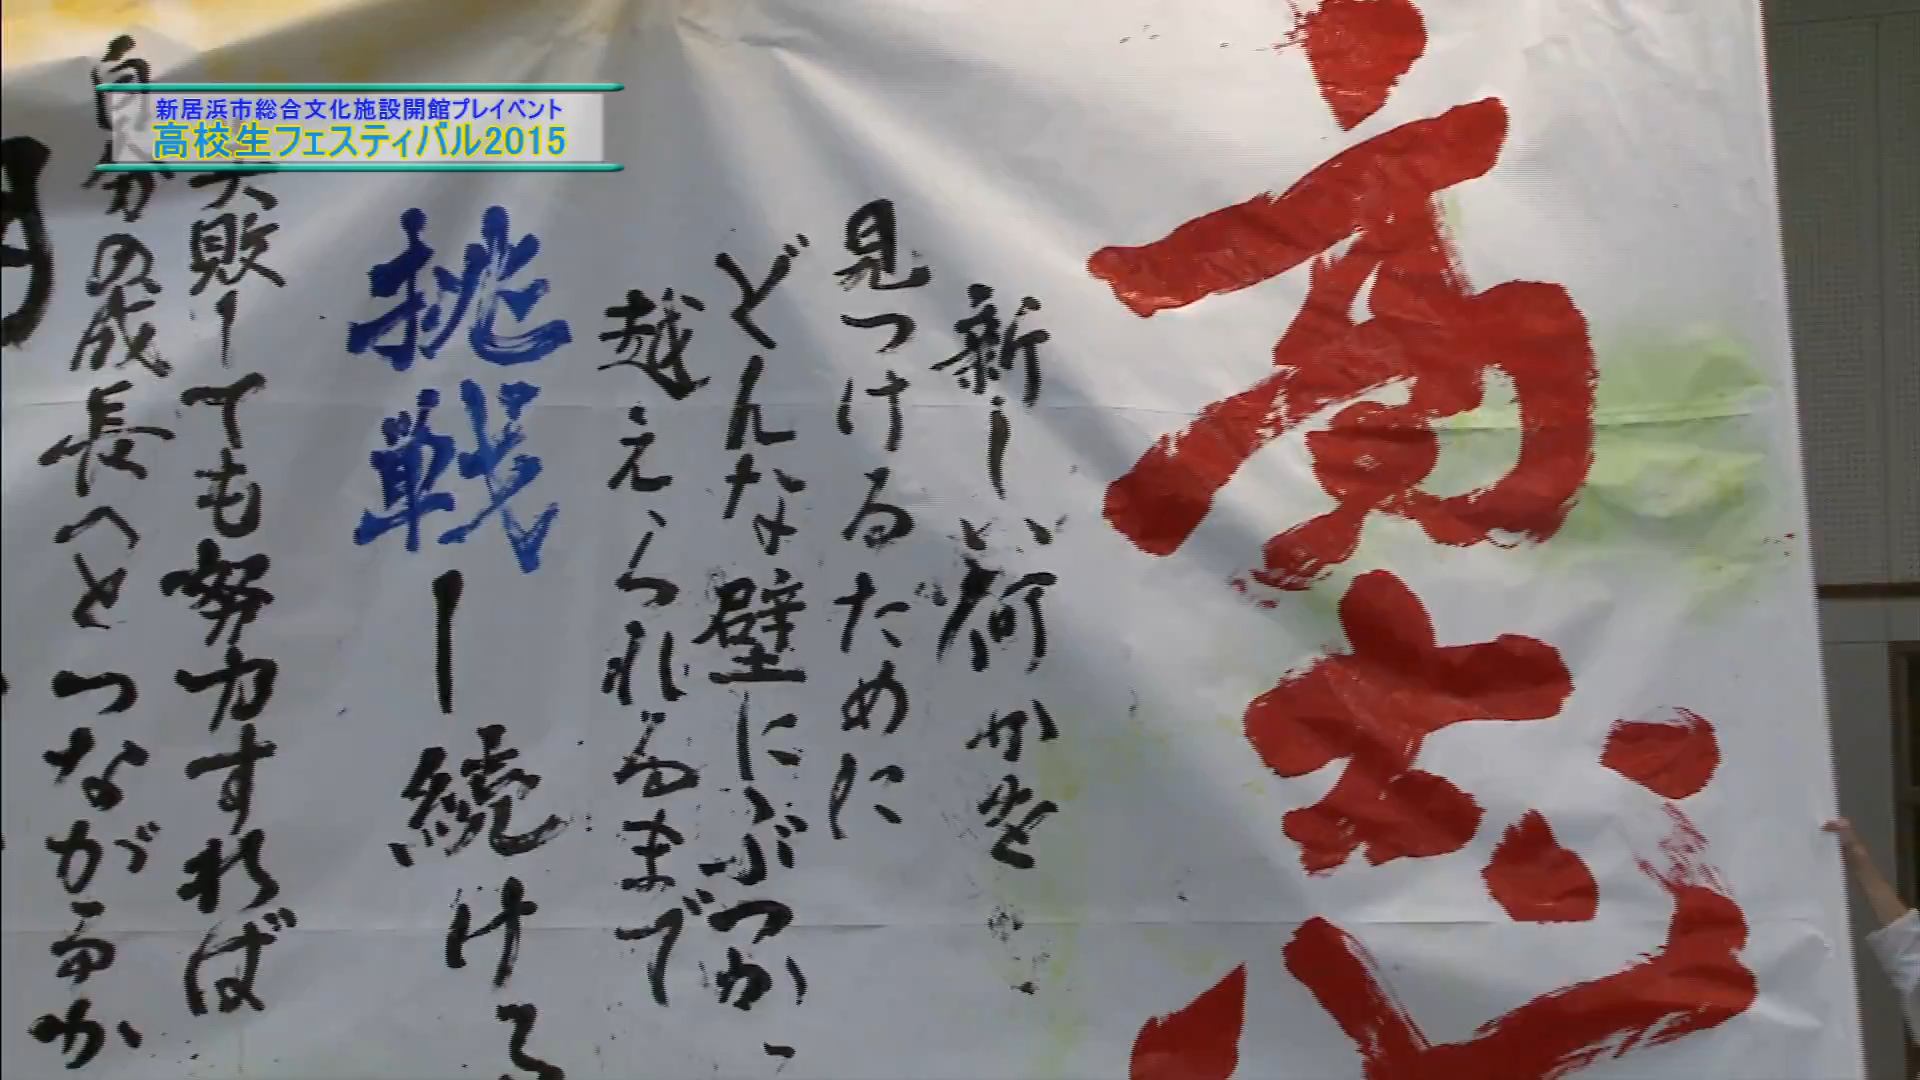 新居浜市総合文化施設開館プレイベント
高校生フェスティバル2015
高志
新しい何かを
見つけるために
どんな壁にぶつか
越えられるまで
挑戦し続ける
失敗しても努力すれば
自分の成長へとつながるか